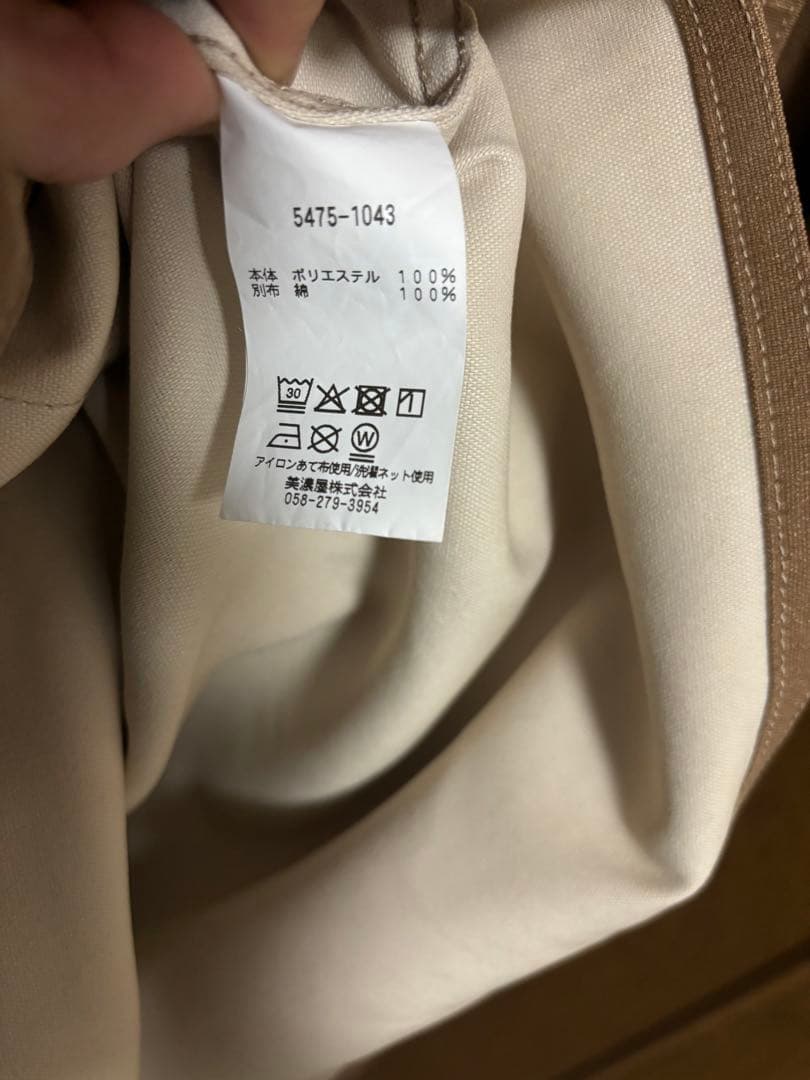 5475-1043
本体 ポリエステル 100%
別布 綿 100%
30
W
アイロンあて布使用/洗濯ネット使用
美濃屋株式会社
058-279-3954